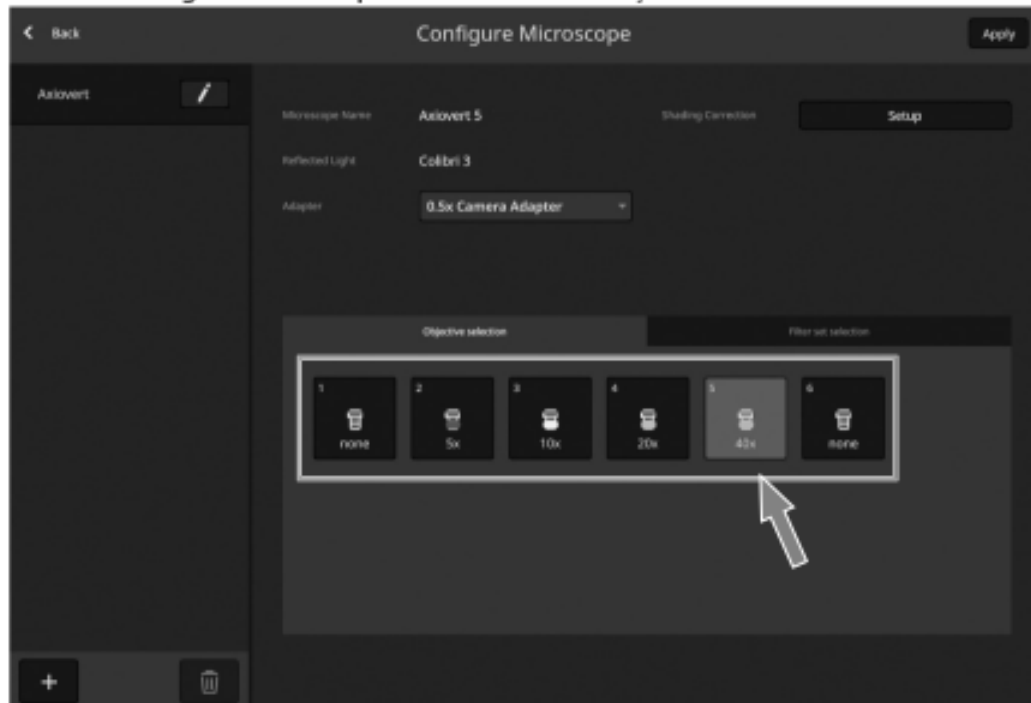 Back
Configure Microscope
Apply
Axiovert
Microscope Name
Axiovert 5
Shading Correction
Setup
Reflected Light
Colibri 3
Adapter
0.5x Camera Adapter
Objective selection
Filter set selection
1
2
3
4
5
6
none
5x
10x
20x
40x
none
+